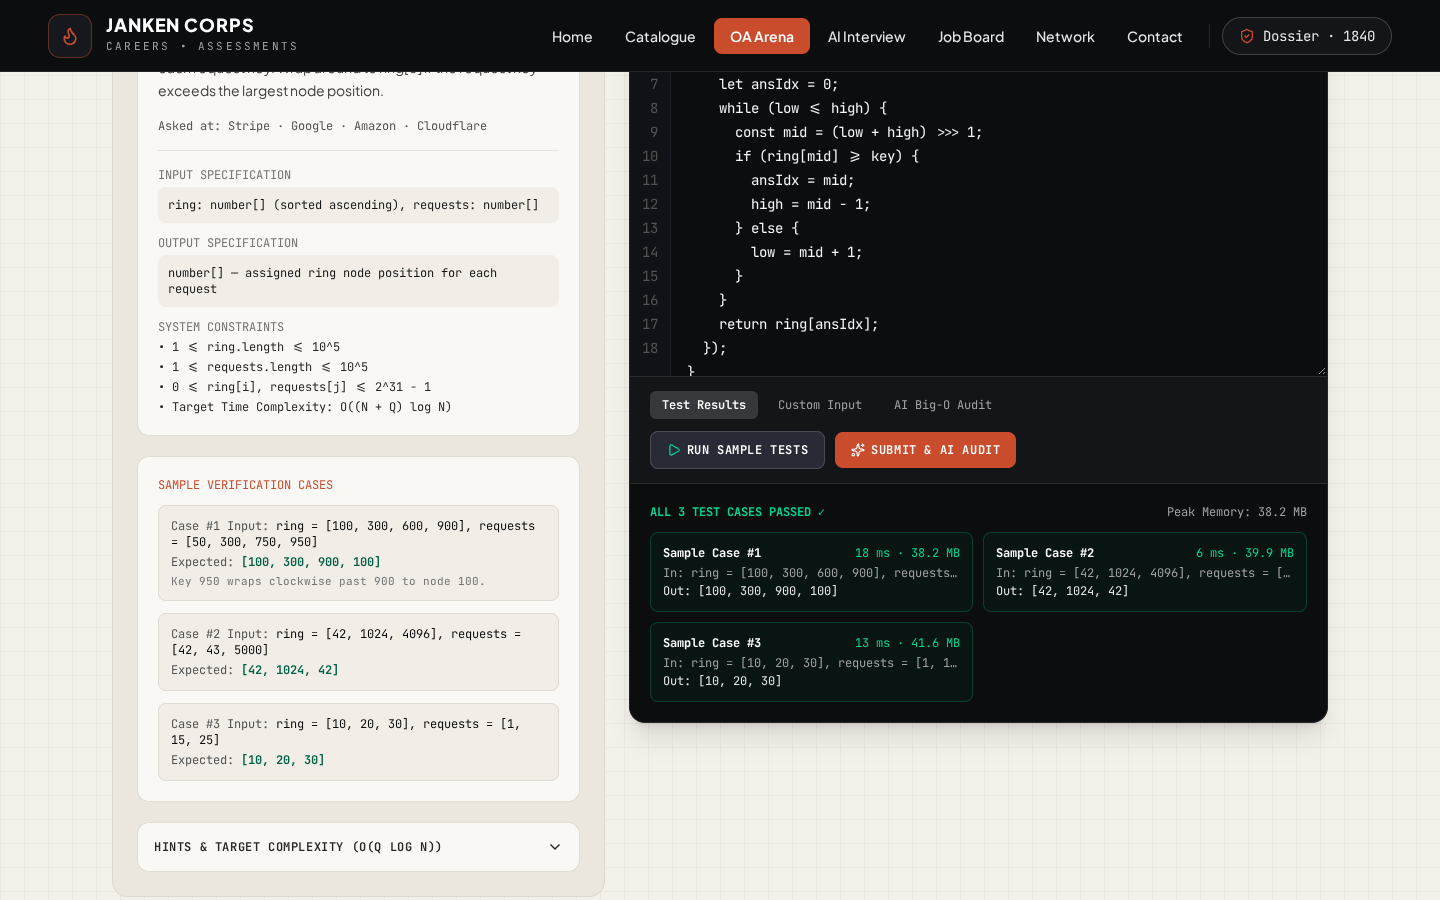 JANKEN CORPS
CAREERS • ASSESSMENTS
Home
Catalogue
OA Arena
AI Interview
Job Board
Network
Contact
Dossier · 1840
exceeds the largest node position.
Asked at: Stripe · Google · Amazon · Cloudflare
INPUT SPECIFICATION
ring: number[] (sorted ascending), requests: number[]
OUTPUT SPECIFICATION
number[] — assigned ring node position for each
request
SYSTEM CONSTRAINTS
• 1 ≤ ring.length ≤ 10^5
• 1 ≤ requests.length ≤ 10^5
• 0 ≤ ring[i], requests[j] ≤ 2^31 - 1
• Target Time Complexity: O((N + Q) log N)
SAMPLE VERIFICATION CASES
Case #1 Input: ring = [100, 300, 600, 900], requests
= [50, 300, 750, 950]
Expected: [100, 300, 900, 100]
Key 950 wraps clockwise past 900 to node 100.
Case #2 Input: ring = [42, 1024, 4096], requests =
[42, 43, 5000]
Expected: [42, 1024, 42]
Case #3 Input: ring = [10, 20, 30], requests = [1,
15, 25]
Expected: [10, 20, 30]
HINTS & TARGET COMPLEXITY (O(Q LOG N))
7 let ansIdx = 0;
8 while (low <= high) {
9 const mid = (low + high) >>> 1;
10 if (ring[mid] >= key) {
11 ansIdx = mid;
12 high = mid - 1;
13 } else {
14 low = mid + 1;
15 }
16 }
17 return ring[ansIdx];
18 });
}
Test Results
Custom Input
AI Big-O Audit
RUN SAMPLE TESTS
SUBMIT & AI AUDIT
ALL 3 TEST CASES PASSED ✓
Peak Memory: 38.2 MB
Sample Case #1 18 ms · 38.2 MB
In: ring = [100, 300, 600, 900], requests…
Out: [100, 300, 900, 100]
Sample Case #2 6 ms · 39.9 MB
In: ring = [42, 1024, 4096], requests = […
Out: [42, 1024, 42]
Sample Case #3 13 ms · 41.6 MB
In: ring = [10, 20, 30], requests = [1, 1…
Out: [10, 20, 30]